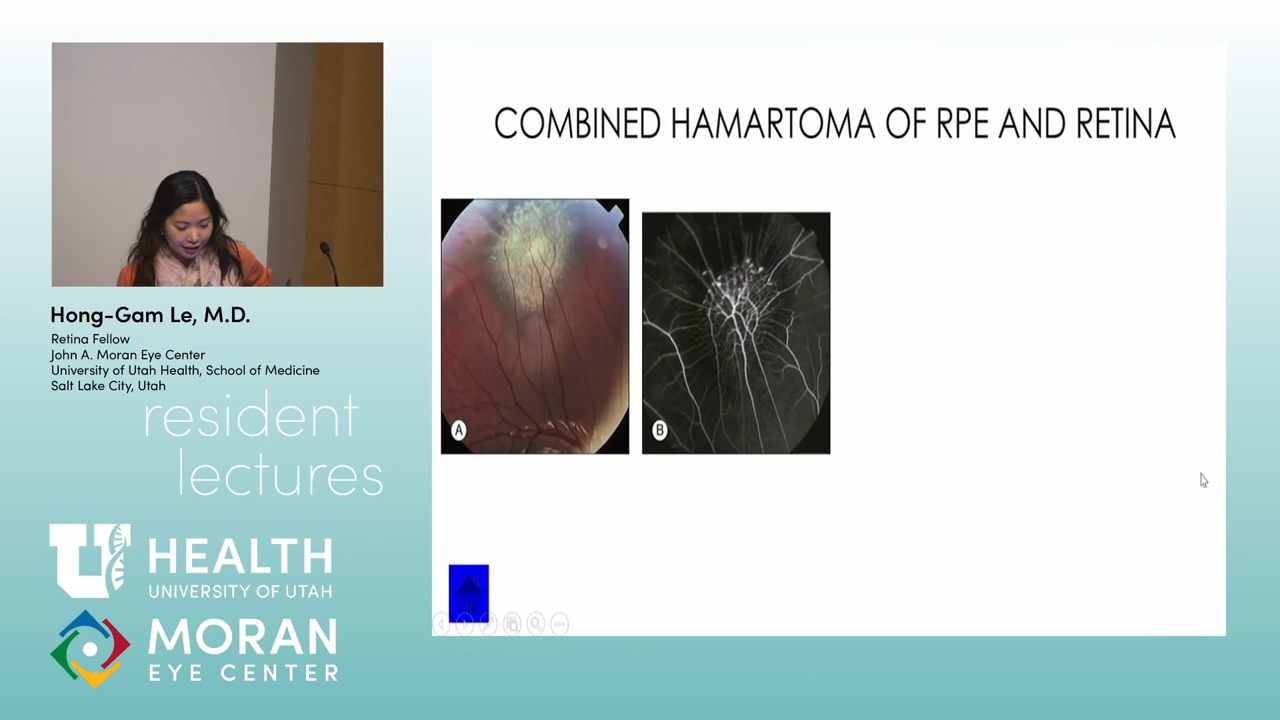 COMBINED HAMARTOMA OF RPE AND RETINA
A
B
Hong-Gam Le, M.D.
Retina Fellow
John A. Moran Eye Center
University of Utah Health, School of Medicine
Salt Lake City, Utah
resident
lectures
U
HEALTH
UNIVERSITY OF UTAH
MORAN
EYE CENTER